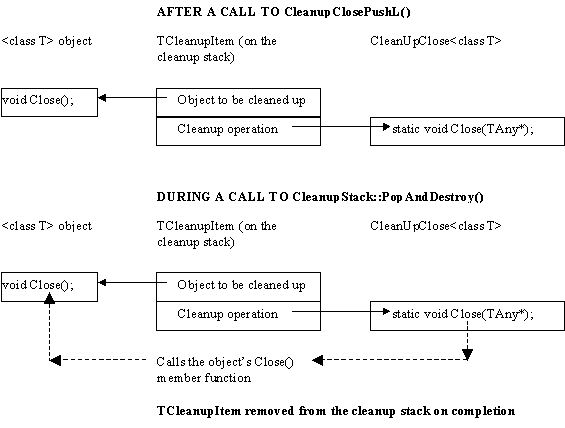 AFTER A CALL TO CleanupClosePushL()
<class T> object
TCleanupItem (on the
cleanup stack)
CleanUpClose<class T>
void Close();
Object to be cleaned up
Cleanup operation
static void Close(TAny*);
DURING A CALL TO CleanupStack::PopAndDestroy()
<class T> object
TCleanupItem (on the
cleanup stack)
CleanUpClose<class T>
void Close();
Object to be cleaned up
Cleanup operation
static void Close(TAny*);
Calls the object's Close()
member function
TCleanupItem removed from the cleanup stack on completion